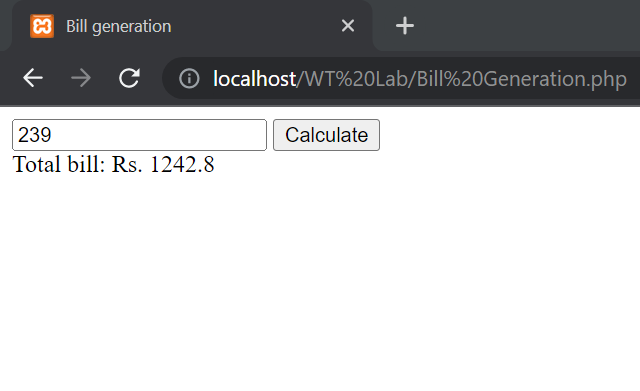 Bill generation
localhost/WT%20Lab/Bill%20Generation.php
239 Calculate
Total bill: Rs. 1242.8